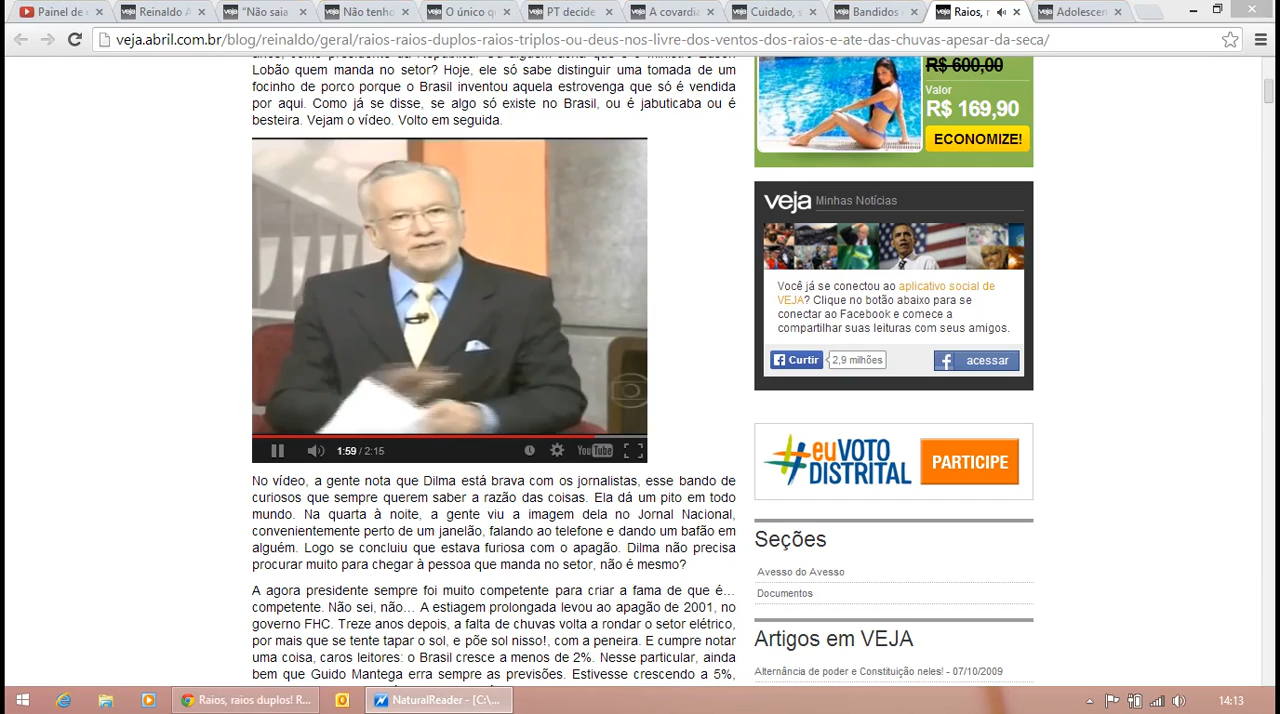 Painel de
Reinaldo A
"Não saia
Não tenho
O único q
PT decide
A covardia
Cuidado, s
Bandidos
Raios, r
Adolescen
veja.abril.com.br/blog/reinaldo/geral/raios-raios-duplos-raios-triplos-ou-deus-nos-livre-dos-ventos-dos-raios-e-ate-das-chuvas-apesar-da-seca/
Lobão quem manda no setor? Hoje, ele só sabe distinguir uma tomada de
focinho de porco porque o Brasil inventou aquela estrovenga que só é vendida
por aqui. Como já se disse, se algo só existe no Brasil, ou é jabuticaba ou é
besteira. Vejam o vídeo. Volto em seguida.
1:59 / 2:15
YouTube
No vídeo, a gente nota que Dilma está brava com os jornalistas, esse bando de
curiosos que sempre querem saber a razão das coisas. Ela dá um pito em todo
mundo. Na quarta à noite, a gente viu a imagem dela no Jornal Nacional,
convenientemente perto de um janelão, falando ao telefone e dando um bafão em
alguém. Logo se concluiu que estava furiosa com o apagão. Dilma não precisa
procurar muito para chegar à pessoa que manda no setor, não é mesmo?
A agora presidente sempre foi muito competente para criar a fama de que é…
competente. Não sei, não… A estiagem prolongada levou ao apagão de 2001, no
governo FHC. Treze anos depois, a falta de chuvas volta a rondar o setor elétrico,
por mais que se tente tapar o sol, e põe sol nisso!, com a peneira. E cumpre notar
uma coisa, caros leitores: o Brasil cresce a menos de 2%. Nesse particular, ainda
bem que Guido Mantega erra sempre as previsões. Estivesse crescendo a 5%,
R$ 600,00
Valor
R$ 169,90
ECONOMIZE!
veja Minhas Notícias
Você já se conectou ao aplicativo social de
VEJA? Clique no botão abaixo para se
conectar ao Facebook e comece a
compartilhar suas leituras com seus amigos.
Curtir 2,9 milhões acessar
#euVOTO
DISTRITAL
PARTICIPE
Seções
Avesso do Avesso
Documentos
Artigos em VEJA
Alternância de poder e Constituição neles! - 07/10/2009
Raios, raios duplos! R...
NaturalReader - [C:\...
14:13